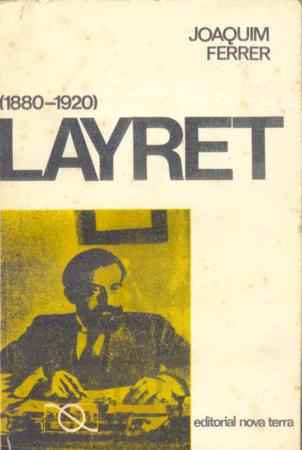 JOAQUIM
FERRER
(1880-1920)
LAYRET
editorial nova terra